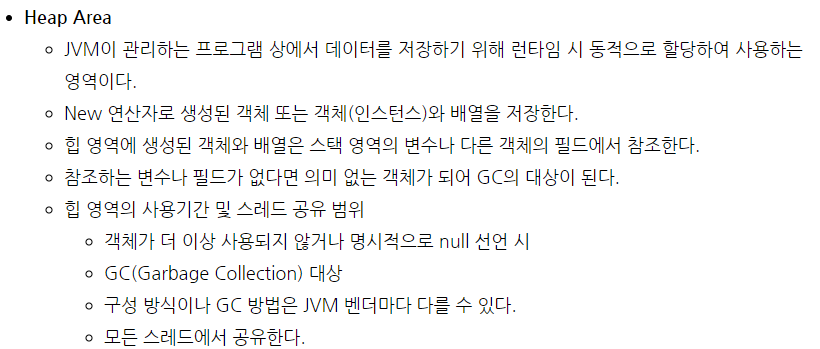 Heap Area
JVM이 관리하는 프로그램 상에서 데이터를 저장하기 위해 런타임 시 동적으로 할당하여 사용하는
영역이다.
New 연산자로 생성된 객체 또는 객체(인스턴스)와 배열을 저장한다.
힙 영역에 생성된 객체와 배열은 스택 영역의 변수나 다른 객체의 필드에서 참조한다.
참조하는 변수나 필드가 없다면 의미 없는 객체가 되어 GC의 대상이 된다.
힙 영역의 사용기간 및 스레드 공유 범위
객체가 더 이상 사용되지 않거나 명시적으로 null 선언 시
GC(Garbage Collection) 대상
구성 방식이나 GC 방법은 JVM 벤더마다 다를 수 있다.
모든 스레드에서 공유한다.